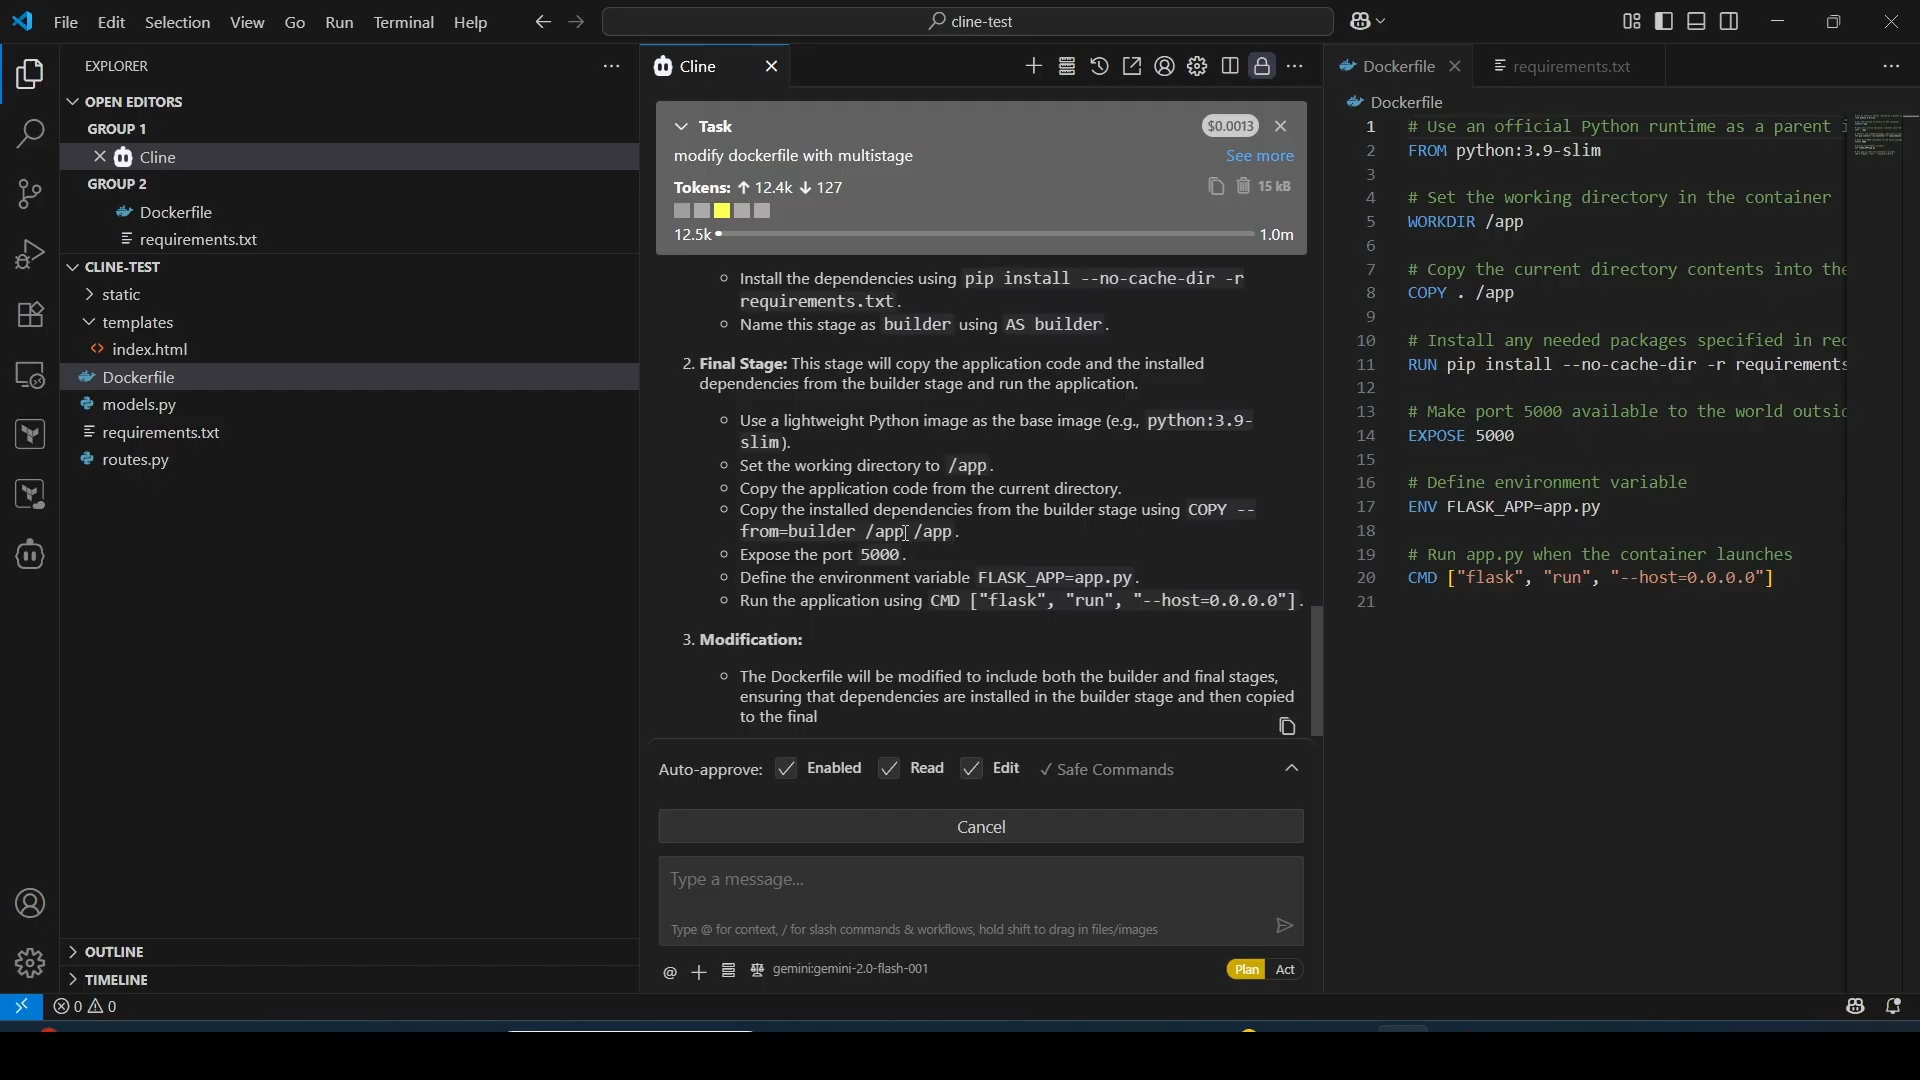 File Edit Selection View Go Run Terminal Help
cline-test
EXPLORER
OPEN EDITORS
GROUP 1
Cline
GROUP 2
Dockerfile
requirements.txt
CLINE-TEST
static
templates
index.html
Dockerfile
models.py
requirements.txt
routes.py
OUTLINE
TIMELINE
0 0
Cline
Task
$0.0013
modify dockerfile with multistage
See more
Tokens: ↑ 12.4k ↓ 127
15 kB
12.5k
1.0m
Install the dependencies using pip install --no-cache-dir -r
requirements.txt.
Name this stage as builder using AS builder.
2. Final Stage: This stage will copy the application code and the installed
dependencies from the builder stage and run the application.
Use a lightweight Python image as the base image (e.g., python:3.9-
slim).
Set the working directory to /app.
Copy the application code from the current directory.
Copy the installed dependencies from the builder stage using COPY --
from=builder /app /app.
Expose the port 5000.
Define the environment variable FLASK_APP=app.py.
Run the application using CMD ["flask", "run", "--host=0.0.0.0"].
3. Modification:
The Dockerfile will be modified to include both the builder and final stages,
ensuring that dependencies are installed in the builder stage and then copied
to the final
Auto-approve: Enabled Read Edit ✓ Safe Commands
Cancel
Type a message...
Type @ for context, / for slash commands & workflows, hold shift to drag in files/images
@ gemini:gemini-2.0-flash-001
Plan Act
Dockerfile
requirements.txt
Dockerfile
1 # Use an official Python runtime as a parent i
2 FROM python:3.9-slim
3
4 # Set the working directory in the container
5 WORKDIR /app
6
7 # Copy the current directory contents into the
8 COPY . /app
9
10 # Install any needed packages specified in req
11 RUN pip install --no-cache-dir -r requirements
12
13 # Make port 5000 available to the world outsid
14 EXPOSE 5000
15
16 # Define environment variable
17 ENV FLASK_APP=app.py
18
19 # Run app.py when the container launches
20 CMD ["flask", "run", "--host=0.0.0.0"]
21